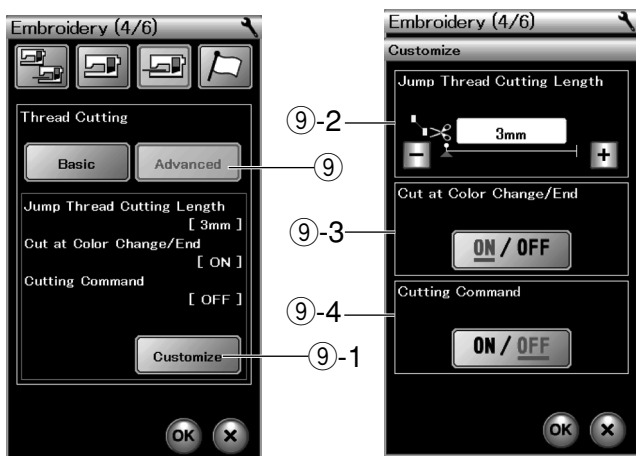 Embroidery (4/6)
Thread Cutting
Basic
Advanced
Jump Thread Cutting Length
[ 3mm ]
Cut at Color Change/End
[ ON ]
Cutting Command
[ OFF ]
Customize
OK
⑨
⑨-1
Embroidery (4/6)
Customize
⑨-2
Jump Thread Cutting Length
3mm
- +
⑨-3
Cut at Color Change/End
ON / OFF
⑨-4
Cutting Command
ON / OFF
OK